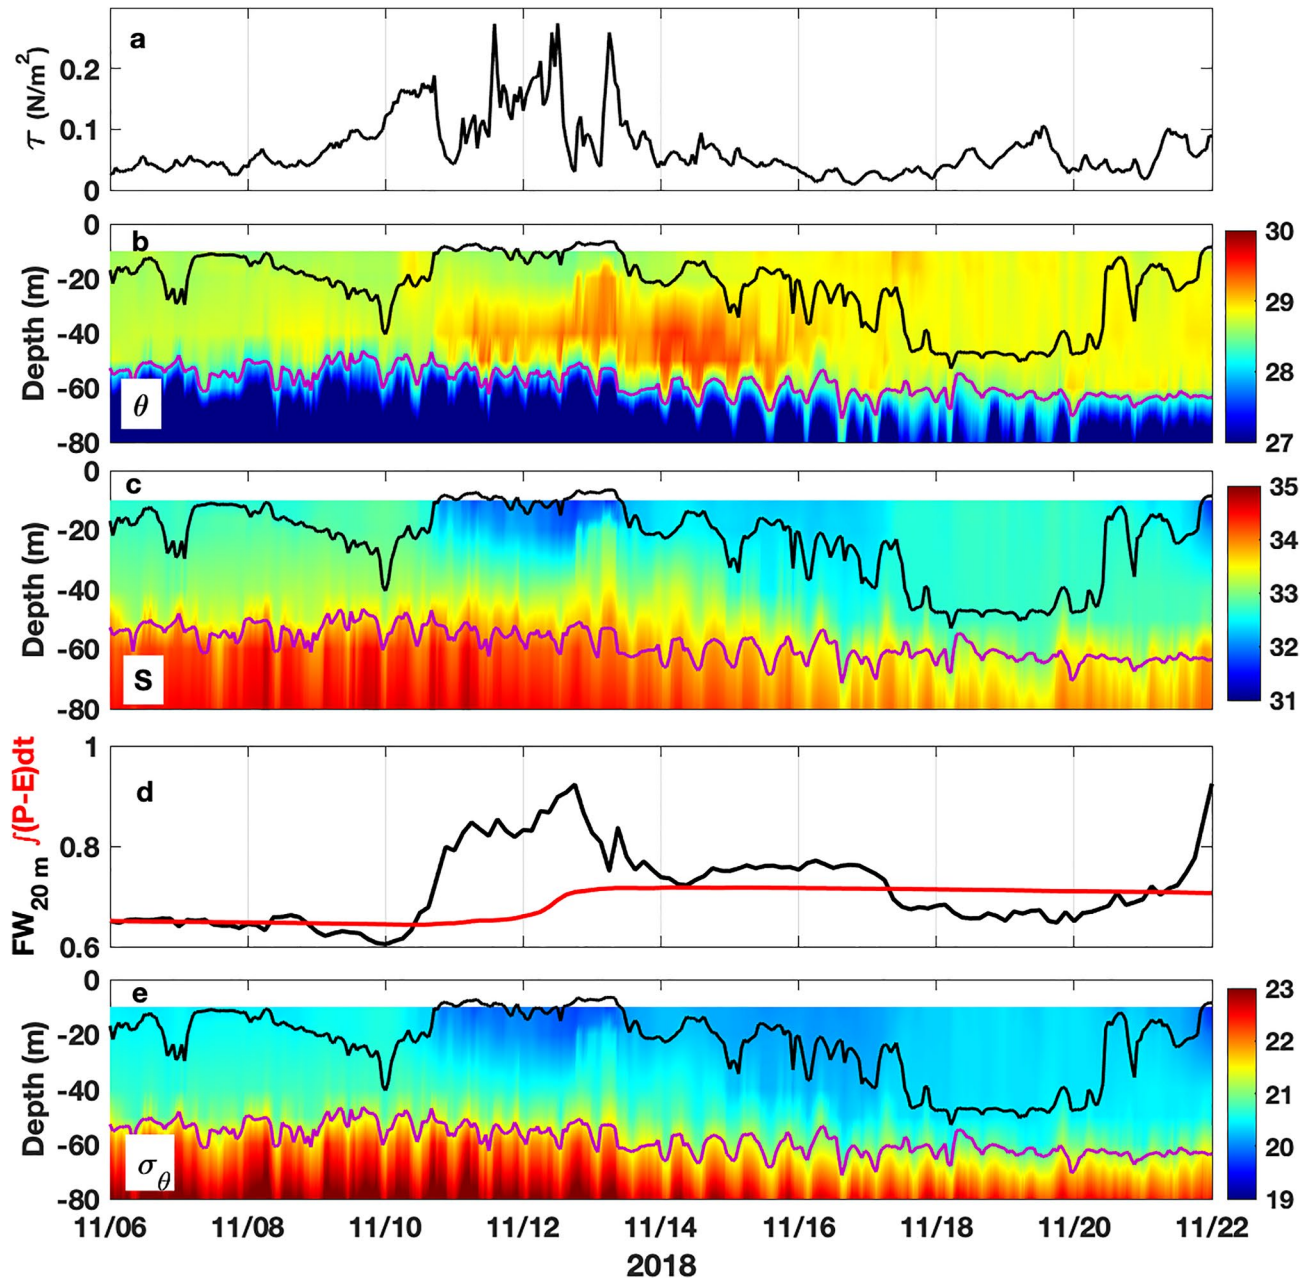 a
0.2
0.1
0
τ (N/m²)
b
0
-20
-40
-60
-80
Depth (m)
θ
30
29
28
27
c
0
-20
-40
-60
-80
Depth (m)
S
35
34
33
32
31
d
1
0.8
0.6
FW20 m ∫(P-E)dt
e
0
-20
-40
-60
-80
Depth (m)
σθ
23
22
21
20
19
11/06 11/08 11/10 11/12 11/14 11/16 11/18 11/20 11/22
2018